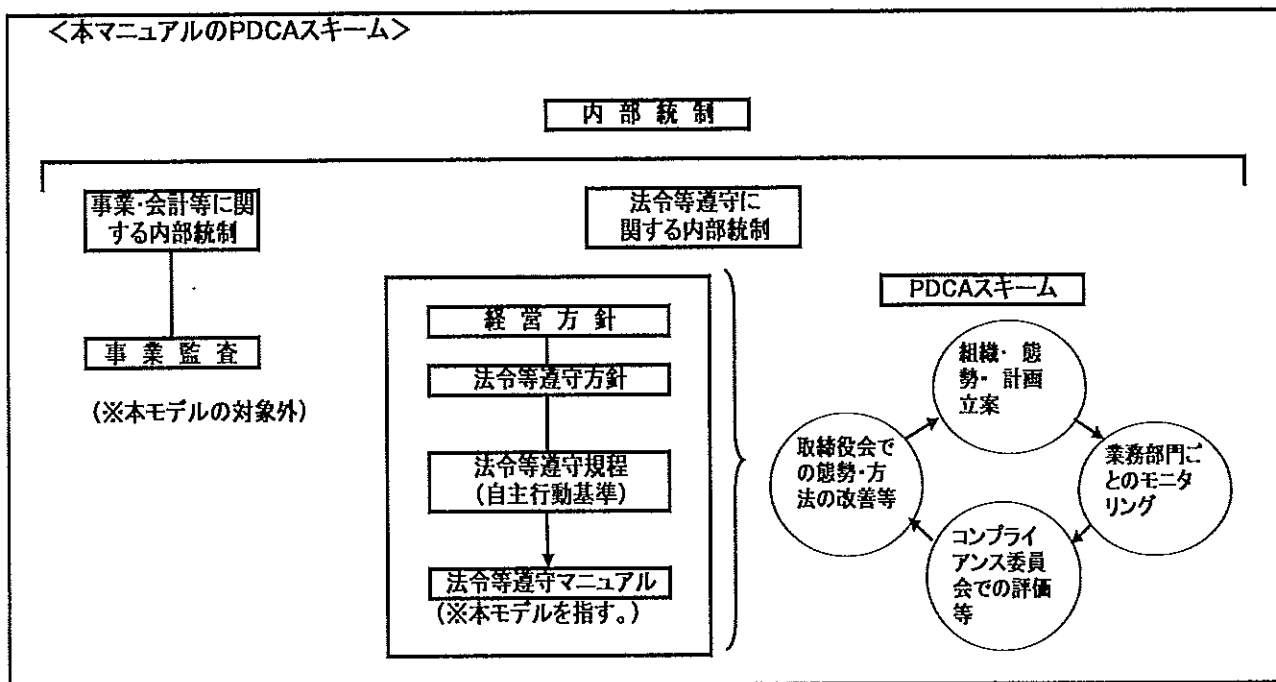 ＜本マニュアルのPDCAスキーム＞
内部統制
事業・会計等に関
する内部統制
法令等遵守に
関する内部統制
PDCAスキーム
経営方針
法令等遵守方針
法令等遵守規程
(自主行動基準)
法令等遵守マニュアル
(※本モデルを指す。)
事業監査
(※本モデルの対象外)
組織・態
勢・計画
立案
業務部門ご
とのモニタ
リング
コンプライ
アンス委員
会での評価
等
取締役会で
の態勢・方
法の改善等